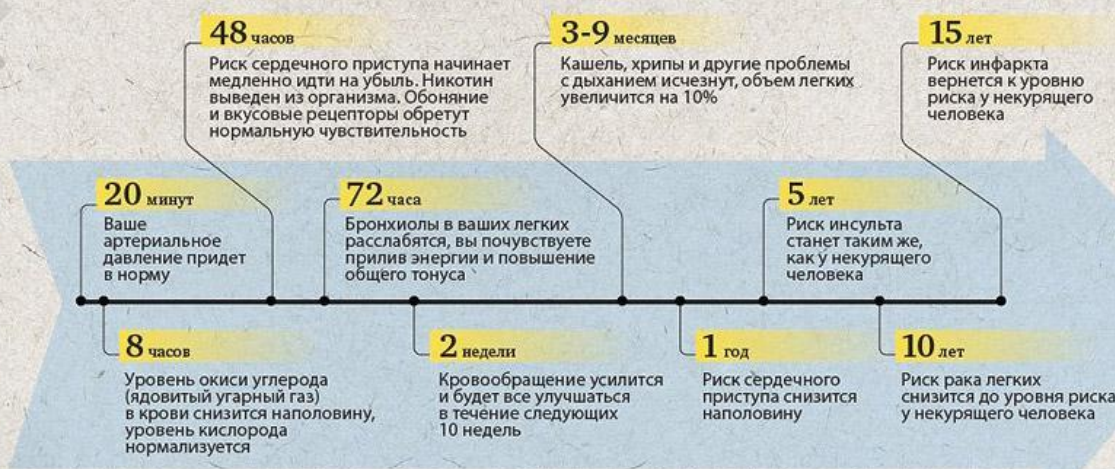 48 часов
Риск сердечного приступа начинает
медленно идти на убыль. Никотин
выведен из организма. Обоняние
и вкусовые рецепторы обретут
нормальную чувствительность
3-9 месяцев
Кашель, хрипы и другие проблемы
с дыханием исчезнут, объем легких
увеличится на 10%
15 лет
Риск инфаркта
вернется к уровню
риска у некурящего
человека
20 минут
Ваше
артериальное
давление придет
в норму
72 часа
Бронхиолы в ваших легких
расслабятся, вы почувствуете
прилив энергии и повышение
общего тонуса
5 лет
Риск инсульта
станет таким же,
как у некурящего
человека
8 часов
Уровень окиси углерода
(ядовитый угарный газ)
в крови снизится наполовину,
уровень кислорода
нормализуется
2 недели
Кровообращение усилится
и будет все улучшаться
в течение следующих
10 недель
1 год
Риск сердечного
приступа снизится
наполовину
10 лет
Риск рака легких
снизится до уровня риска
у некурящего человека